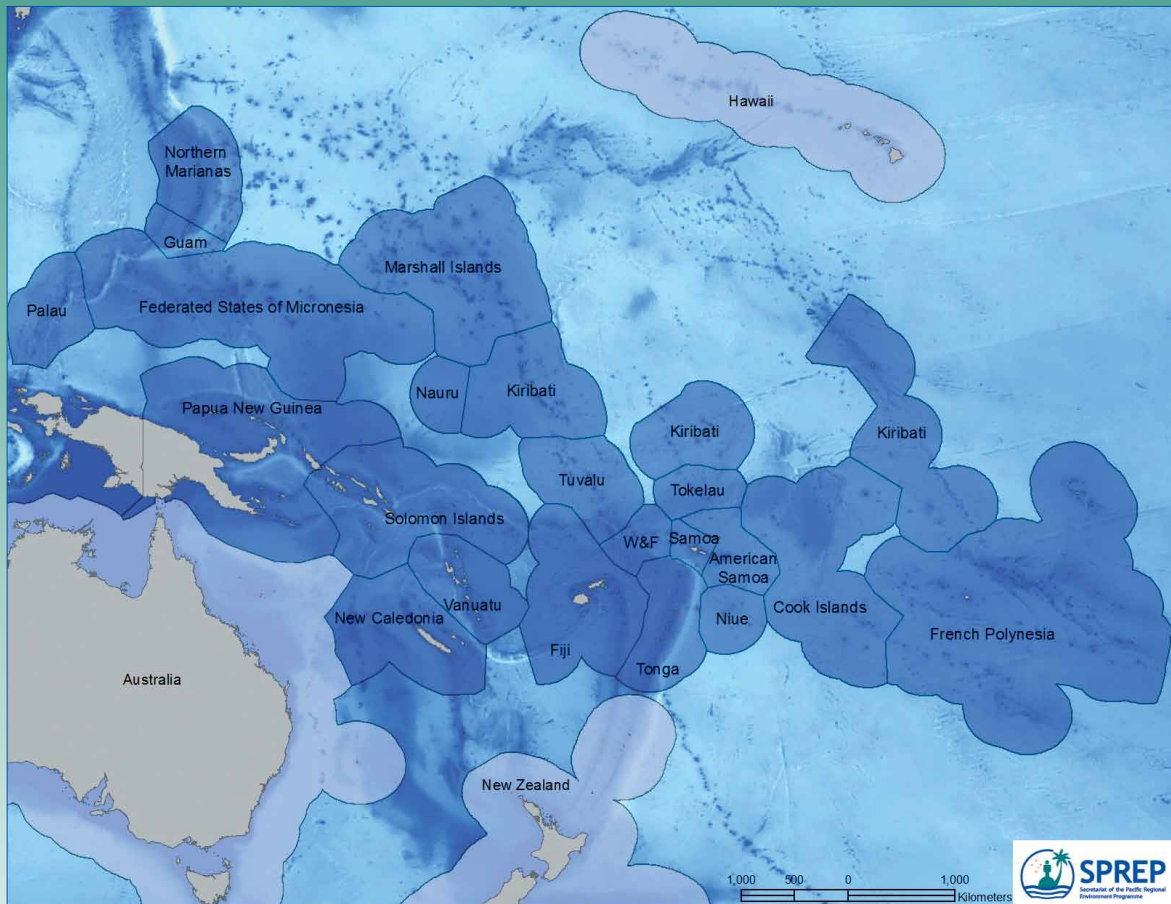 Hawaii
Northern
Marianas
Guam
Marshall Islands
Palau
Federated States of Micronesia
Nauru
Kiribati
Papua New Guinea
Kiribati
Kiribati
Tuvalu
Tokelau
Solomon Islands
W&F
Samoa
American
Samoa
Vanuatu
New Caledonia
Cook Islands
Niue
French Polynesia
Fiji
Tonga
Australia
New Zealand
1,000 500 0 1,000
Kilometers
SPREP
Secretariat of the Pacific Regional
Environment Programme